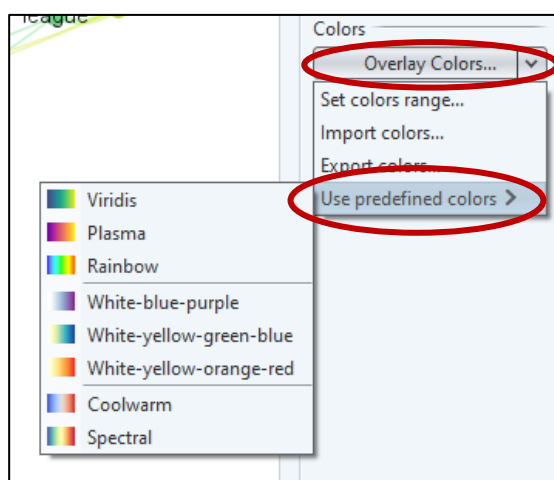 league
Colors
Overlay Colors...
Set colors range...
Import colors...
Export colors...
Use predefined colors
Viridis
Plasma
Rainbow
White-blue-purple
White-yellow-green-blue
White-yellow-orange-red
Coolwarm
Spectral